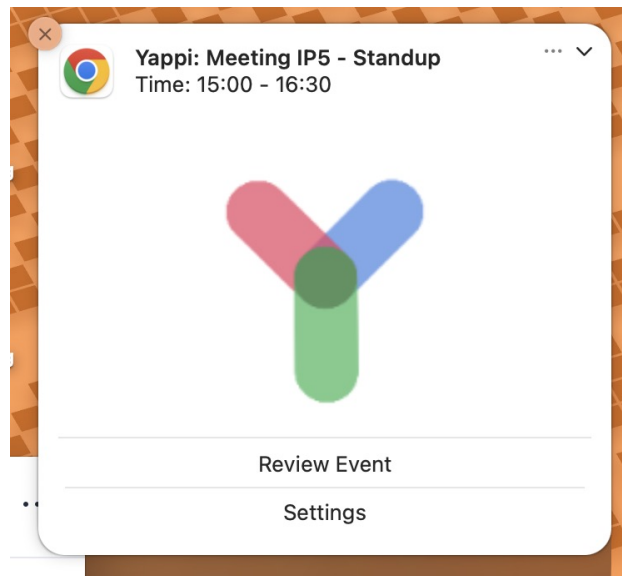 Yappi: Meeting IP5 - Standup
Time: 15:00 - 16:30
Review Event
Settings